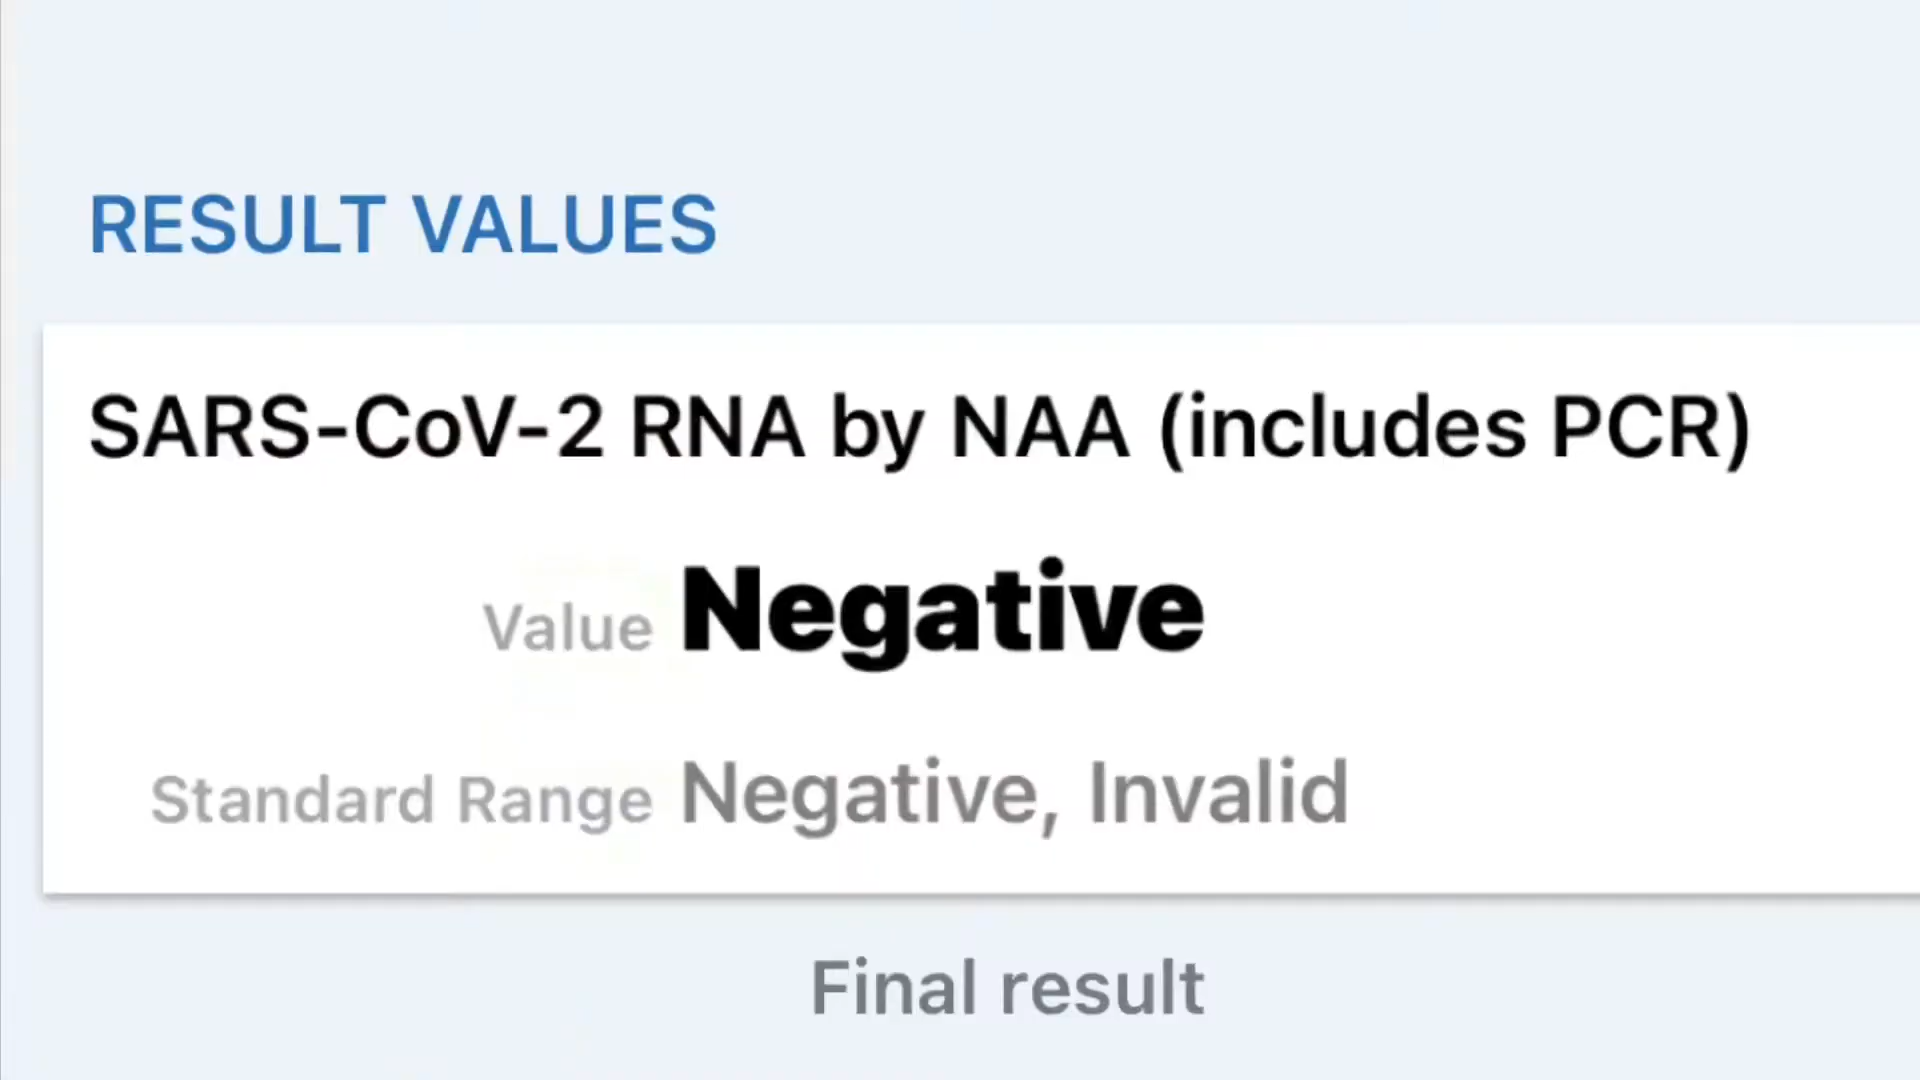 RESULT VALUES
SARS-CoV-2 RNA by NAA (includes PCR)
Value Negative
Standard Range Negative, Invalid
Final result